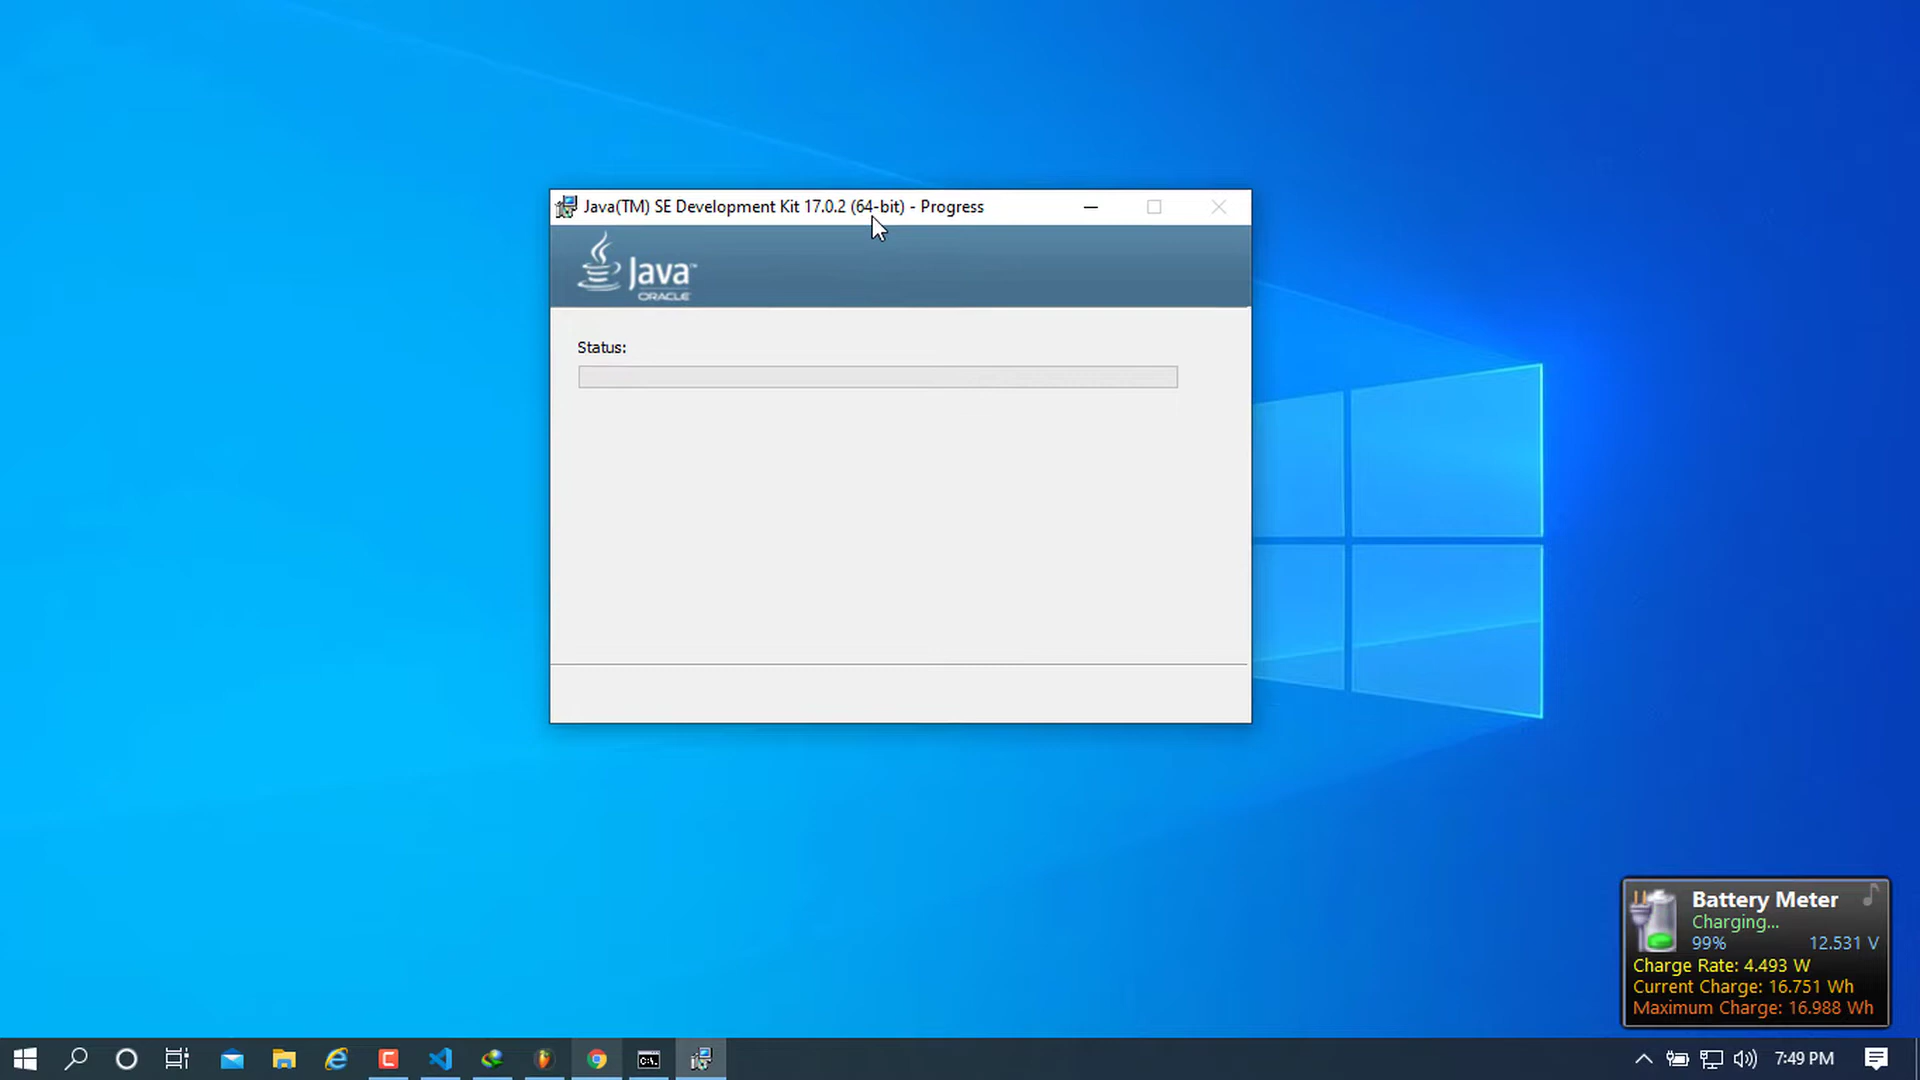 Java(TM) SE Development Kit 17.0.2 (64-bit) - Progress
Java™
ORACLE
Status:
Battery Meter
Charging...
99% 12.531 V
Charge Rate: 4.493 W
Current Charge: 16.751 Wh
Maximum Charge: 16.988 Wh
C:\.
7:49 PM